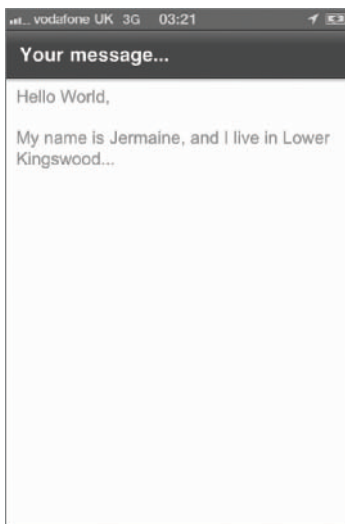 vodafone UK 3G 03:21
Your message...
Hello World,
My name is Jermaine, and I live in Lower
Kingswood...